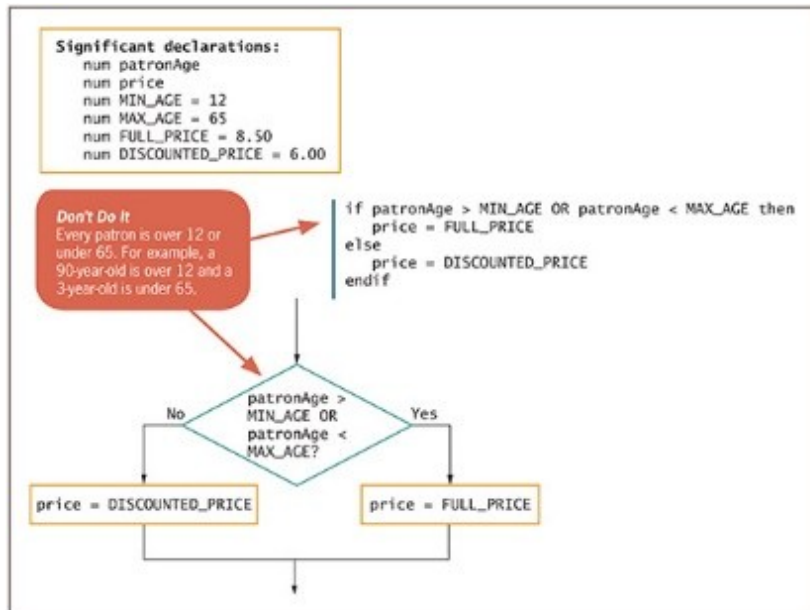 Significant declarations:
num patronAge
num price
num MIN_AGE = 12
num MAX_AGE = 65
num FULL_PRICE = 8.50
num DISCOUNTED_PRICE = 6.00
Don't Do It
Every patron is over 12 or
under 65. For example, a
90-year-old is over 12 and a
3-year-old is under 65.
if patronAge > MIN_AGE OR patronAge < MAX_AGE then
price = FULL_PRICE
else
price = DISCOUNTED_PRICE
endif
No
patronAge >
MIN_AGE OR
patronAge <
MAX_AGE?
Yes
price = DISCOUNTED_PRICE
price = FULL_PRICE